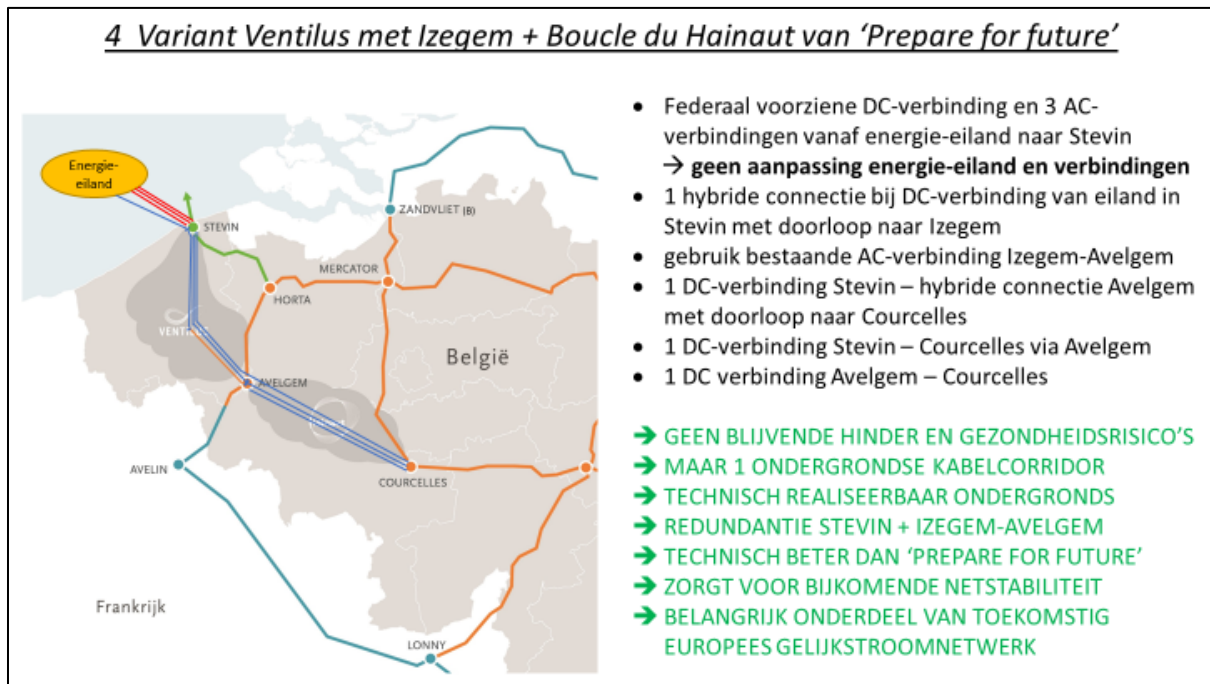 4 Variant Ventilus met Izegem + Boucle du Hainaut van ‘Prepare for future’
Energie-
eiland
STEVIN
ZANDVLIET (B)
MERCATOR
HORTA
VENTILUS
België
AVELGEM
AVELIN
COURCELLES
Frankrijk
LONNY
• Federaal voorziene DC-verbinding en 3 AC-
verbindingen vanaf energie-eiland naar Stevin
→ geen aanpassing energie-eiland en verbindingen
• 1 hybride connectie bij DC-verbinding van eiland in
Stevin met doorloop naar Izegem
• gebruik bestaande AC-verbinding Izegem-Avelgem
• 1 DC-verbinding Stevin – hybride connectie Avelgem
met doorloop naar Courcelles
• 1 DC-verbinding Stevin – Courcelles via Avelgem
• 1 DC verbinding Avelgem – Courcelles
→ GEEN BLIJVENDE HINDER EN GEZONDHEIDSRISICO’S
→ MAAR 1 ONDERGRONDSE KABELCORRIDOR
→ TECHNISCH REALISEERBAAR ONDERGRONDS
→ REDUNDANTIE STEVIN + IZEGEM-AVELGEM
→ TECHNISCH BETER DAN ‘PREPARE FOR FUTURE’
→ ZORGT VOOR BIJKOMENDE NETSTABILITEIT
→ BELANGRIJK ONDERDEEL VAN TOEKOMSTIG
EUROPEES GELIJKSTROOMNETWERK